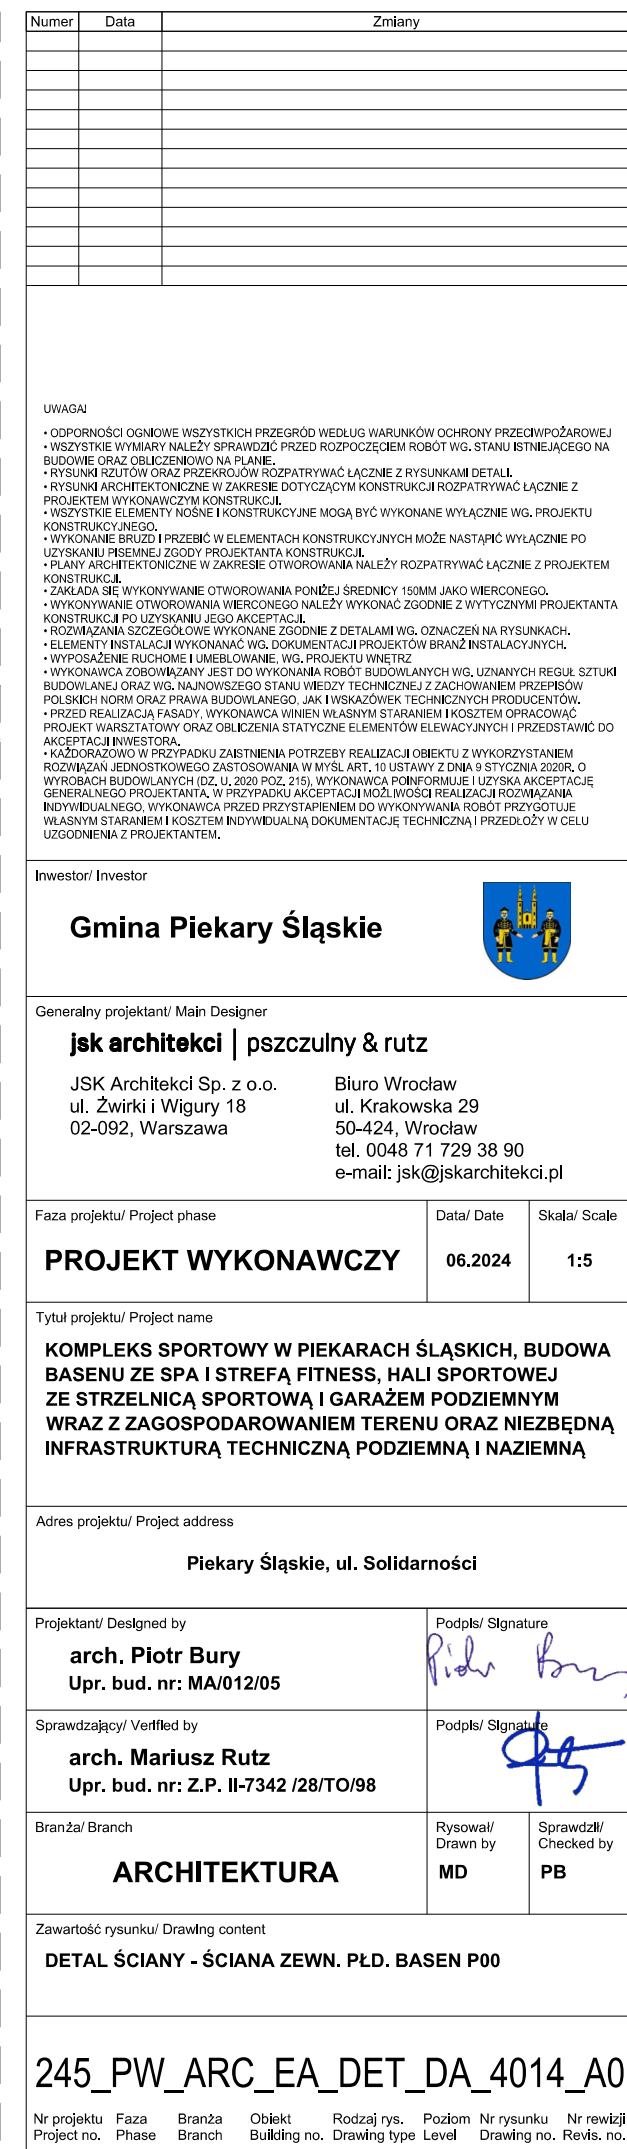 Numer Data Zmiany
UWAGA!
• ODPORNOŚCI OGNIOWE WSZYSTKICH PRZEGRÓD WEDŁUG WARUNKÓW OCHRONY PRZECIWPOŻAROWEJ
• WSZYSTKIE WYMIARY NALEŻY SPRAWDZIĆ PRZED ROZPOCZĘCIEM ROBÓT WG. STANU ISTNIEJĄCEGO NA
BUDOWIE ORAZ OBLICZENIOWO NA PLANIE.
• RYSUNKI RZUTÓW ORAZ PRZEKROJÓW ROZPATRYWAĆ ŁĄCZNIE Z RYSUNKAMI DETALI.
• RYSUNKI ARCHITEKTONICZNE W ZAKRESIE DOTYCZĄCYM KONSTRUKCJI ROZPATRYWAĆ ŁĄCZNIE Z
PROJEKTEM WYKONAWCZYM KONSTRUKCJI.
• WSZYSTKIE ELEMENTY NOŚNE I KONSTRUKCYJNE MOGĄ BYĆ WYKONANE WYŁĄCZNIE WG. PROJEKTU
KONSTRUKCYJNEGO.
• WYKONANIE BRUZD I PRZEBIĆ W ELEMENTACH KONSTRUKCYJNYCH MOŻE NASTĄPIĆ WYŁĄCZNIE PO
UZYSKANIU PISEMNEJ ZGODY PROJEKTANTA KONSTRUKCJI.
• PLANY ARCHITEKTONICZNE W ZAKRESIE OTWOROWANIA NALEŻY ROZPATRYWAĆ ŁĄCZNIE Z PROJEKTEM
KONSTRUKCJI.
• ZAKŁADA SIĘ WYKONYWANIE OTWOROWANIA PONIŻEJ ŚREDNICY 150MM JAKO WIERCONEGO.
• WYKONYWANIE OTWOROWANIA WIERCONEGO NALEŻY WYKONAĆ ZGODNIE Z WYTYCZNYMI PROJEKTANTA
KONSTRUKCJI PO UZYSKANIU JEGO AKCEPTACJI.
• ROZWIĄZANIA SZCZEGÓŁOWE WYKONANE ZGODNIE Z DETALAMI WG. OZNACZEŃ NA RYSUNKACH.
• ELEMENTY INSTALACJI WYKONANAĆ WG. DOKUMENTACJI PROJEKTÓW BRANŻ INSTALACYJNYCH.
• WYPOSAŻENIE RUCHOME I UMEBLOWANIE, WG. PROJEKTU WNĘTRZ
• WYKONAWCA ZOBOWIĄZANY JEST DO WYKONANIA ROBÓT BUDOWLANYCH WG. UZNANYCH REGUŁ SZTUKI
BUDOWLANEJ ORAZ WG. NAJNOWSZEGO STANU WIEDZY TECHNICZNEJ Z ZACHOWANIEM PRZEPISÓW
POLSKICH NORM ORAZ PRAWA BUDOWLANEGO, JAK I WSKAZÓWEK TECHNICZNYCH PRODUCENTÓW.
• PRZED REALIZACJĄ FASADY, WYKONAWCA WINIEN WŁASNYM STARANIEM I KOSZTEM OPRACOWAĆ
PROJEKT WARSZTATOWY ORAZ OBLICZENIA STATYCZNE ELEMENTÓW ELEWACYJNYCH I PRZEDSTAWIĆ DO
AKCEPTACJI INWESTORA.
• KAŻDORAZOWO W PRZYPADKU ZAISTNIENIA POTRZEBY REALIZACJI OBIEKTU Z WYKORZYSTANIEM
ROZWIĄZAŃ JEDNOSTKOWEGO ZASTOSOWANIA W MYŚL ART. 10 USTAWY Z DNIA 9 STYCZNIA 2020R. O
WYROBACH BUDOWLANYCH (DZ. U. 2020 POZ. 215), WYKONAWCA POINFORMUJE I UZYSKA AKCEPTACJĘ
GENERALNEGO PROJEKTANTA. W PRZYPADKU AKCEPTACJI MOŻLIWOŚCI REALIZACJI ROZWIĄZANIA
INDYWIDUALNEGO, WYKONAWCA PRZED PRZYSTĄPIENIEM DO WYKONYWANIA ROBÓT PRZYGOTUJE
WŁASNYM STARANIEM I KOSZTEM INDYWIDUALNĄ DOKUMENTACJĘ TECHNICZNĄ I PRZEDŁOŻY W CELU
UZGODNIENIA Z PROJEKTANTEM.
Inwestor/ Investor
Gmina Piekary Śląskie
Generalny projektant/ Main Designer
jsk architekci | pszczulny & rutz
JSK Architekci Sp. z o.o. Biuro Wrocław
ul. Żwirki i Wigury 18 ul. Krakowska 29
02-092, Warszawa 50-424, Wrocław
tel. 0048 71 729 38 90
e-mail: jsk@jskarchitekci.pl
Faza projektu/ Project phase Data/ Date Skala/ Scale
PROJEKT WYKONAWCZY 06.2024 1:5
Tytuł projektu/ Project name
KOMPLEKS SPORTOWY W PIEKARACH ŚLĄSKICH, BUDOWA
BASENU ZE SPA I STREFĄ FITNESS, HALI SPORTOWEJ
ZE STRZELNICĄ SPORTOWĄ I GARAŻEM PODZIEMNYM
WRAZ Z ZAGOSPODAROWANIEM TERENU ORAZ NIEZBĘDNĄ
INFRASTRUKTURĄ TECHNICZNĄ PODZIEMNĄ I NAZIEMNĄ
Adres projektu/ Project address
Piekary Śląskie, ul. Solidarności
Projektant/ Designed by Podpis/ Signature
arch. Piotr Bury Piotr Bury
Upr. bud. nr: MA/012/05
Sprawdzający/ Verified by Podpis/ Signature
arch. Mariusz Rutz
Upr. bud. nr: Z.P. II-7342 /28/TO/98
Branża/ Branch Rysował/ Sprawdził/
Drawn by Checked by
ARCHITEKTURA MD PB
Zawartość rysunku/ Drawing content
DETAL ŚCIANY - ŚCIANA ZEWN. PŁD. BASEN P00
245_PW_ARC_EA_DET_DA_4014_A0
Nr projektu Faza Branża Obiekt Rodzaj rys. Poziom Nr rysunku Nr rewizji
Project no. Phase Branch Building no. Drawing type Level Drawing no. Revis. no.